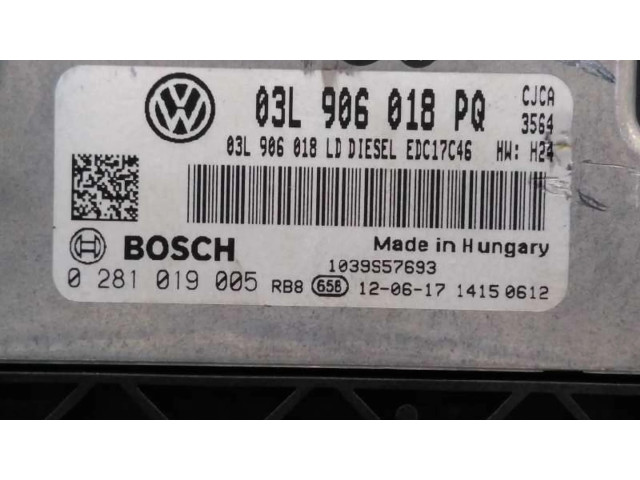 03L 906 018 PQ
CJCA
3564
03L 906 018 LD DIESEL EDC17C46 HW: H24
BOSCH
Made in Hungary
1039S57693
0 281 019 005 RB8 656 12-06-17 1415 0612